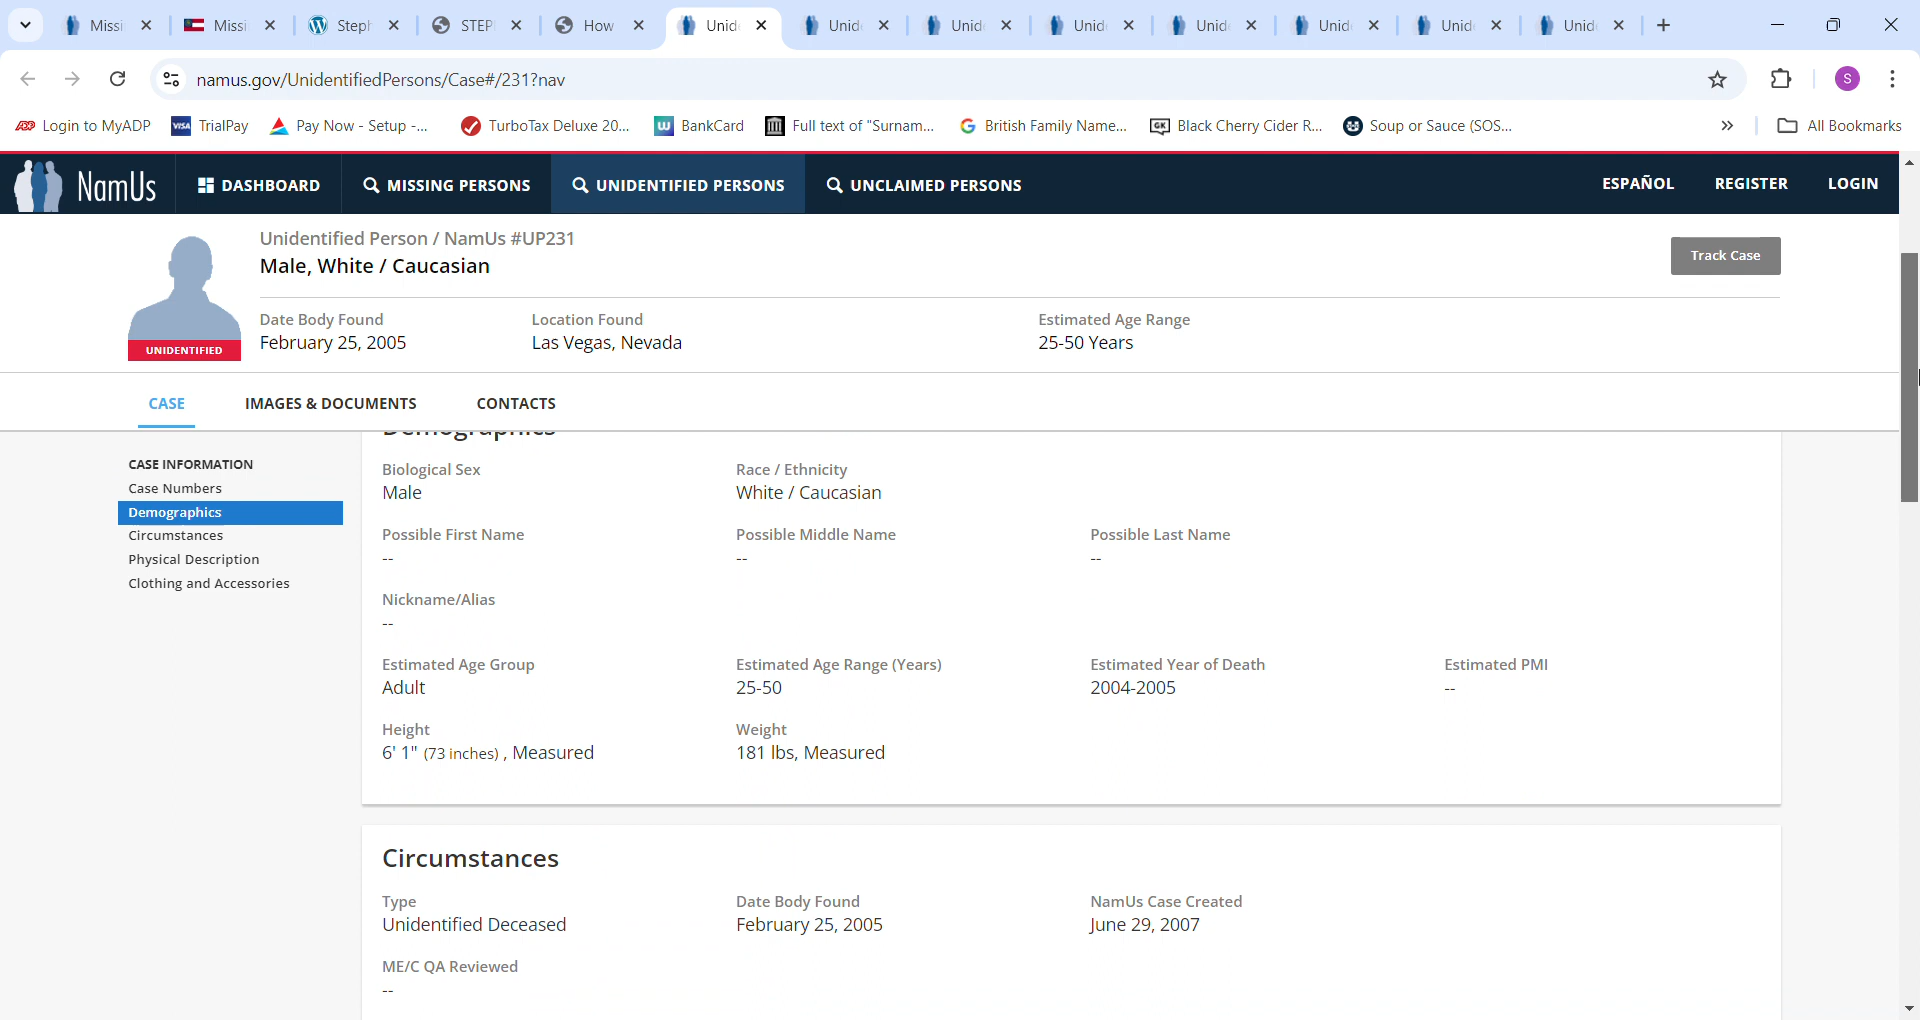 Missi
Missi
Steph
STEP
How
Unid
Unid
Unid
Unid
Unid
Unid
Unid
Unid
namus.gov/UnidentifiedPersons/Case#/231?nav
S
Login to MyADP
VISA TrialPay
Pay Now - Setup -...
TurboTax Deluxe 20...
BankCard
Full text of "Surnam...
British Family Name...
GK Black Cherry Cider R...
Soup or Sauce (SOS...
All Bookmarks
NamUs
DASHBOARD
MISSING PERSONS
UNIDENTIFIED PERSONS
UNCLAIMED PERSONS
ESPAÑOL
REGISTER
LOGIN
Unidentified Person / NamUs #UP231
Male, White / Caucasian
Track Case
Date Body Found
February 25, 2005
Location Found
Las Vegas, Nevada
Estimated Age Range
25-50 Years
UNIDENTIFIED
CASE
IMAGES & DOCUMENTS
CONTACTS
CASE INFORMATION
Case Numbers
Demographics
Circumstances
Physical Description
Clothing and Accessories
Demographics
Biological Sex
Male
Race / Ethnicity
White / Caucasian
Possible First Name
--
Possible Middle Name
--
Possible Last Name
--
Nickname/Alias
--
Estimated Age Group
Adult
Estimated Age Range (Years)
25-50
Estimated Year of Death
2004-2005
Estimated PMI
--
Height
6' 1" (73 inches) , Measured
Weight
181 lbs, Measured
Circumstances
Type
Unidentified Deceased
Date Body Found
February 25, 2005
NamUs Case Created
June 29, 2007
ME/C QA Reviewed
--